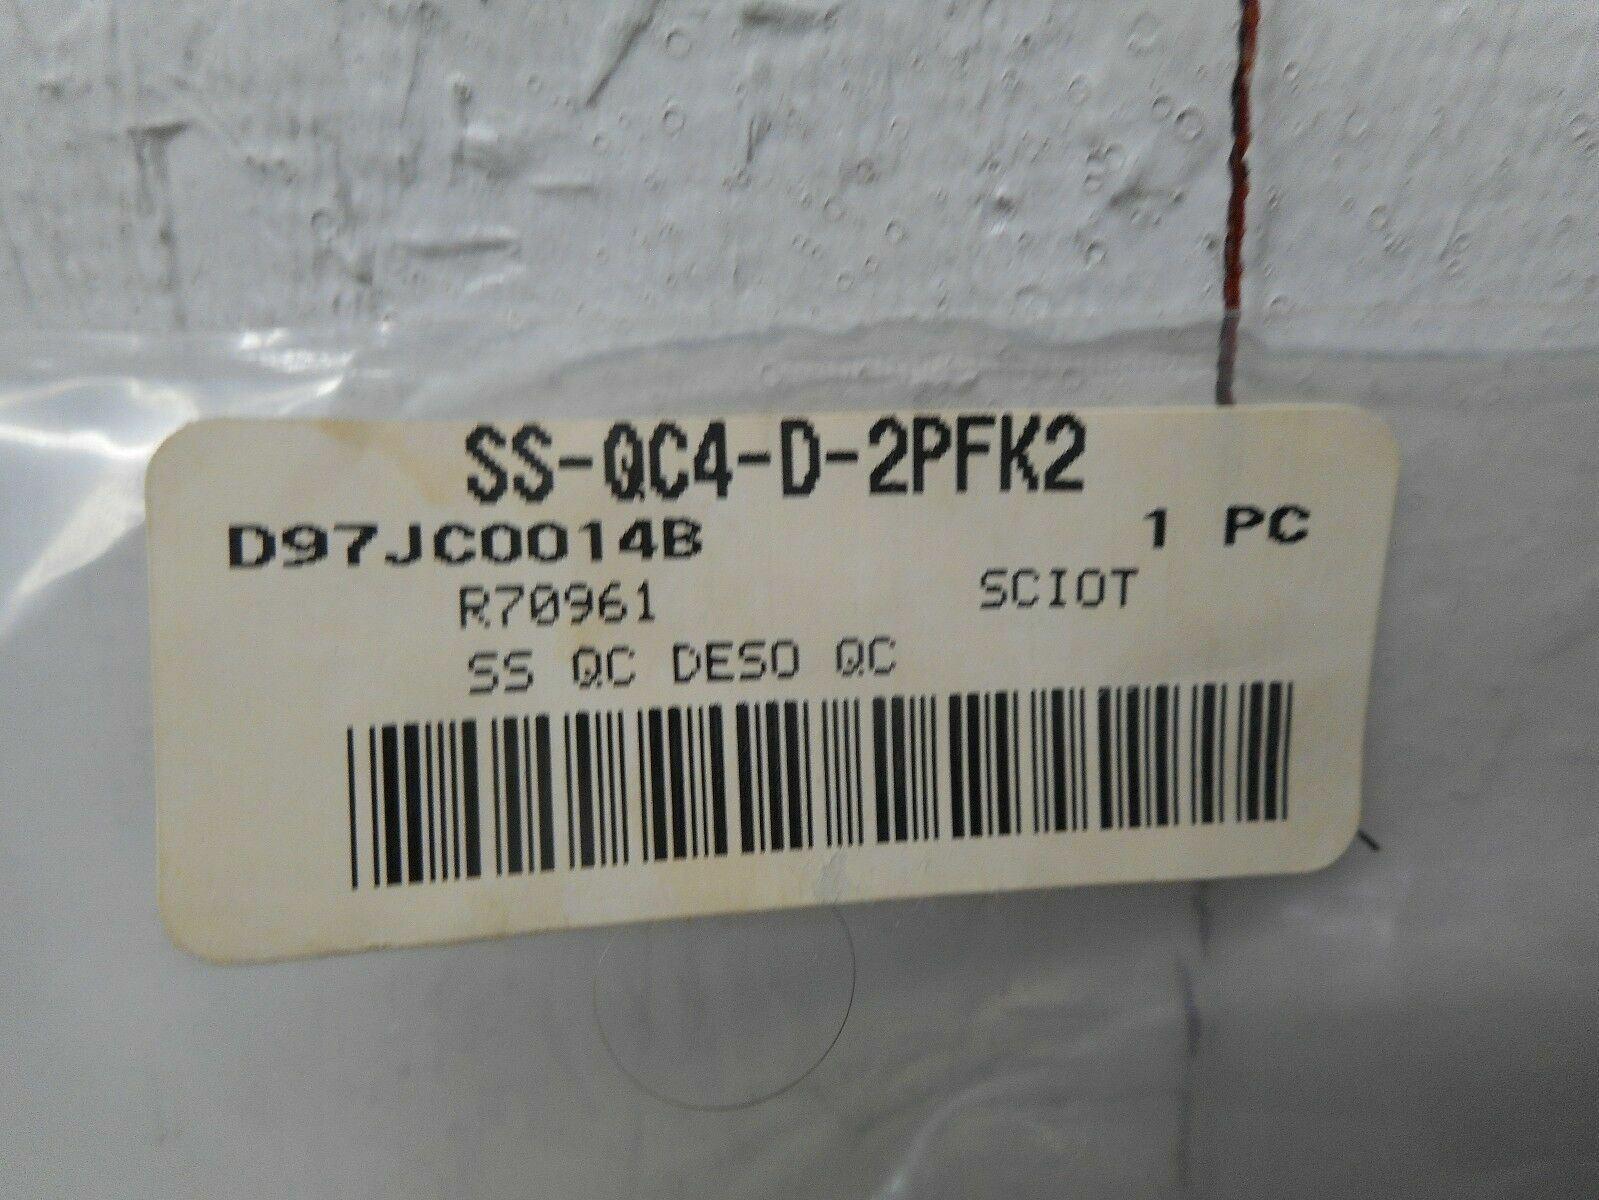 SS-QC4-D-2PFK2
D97JC0014B 1 PC
R70961 SCIOT
SS QC DESO QC